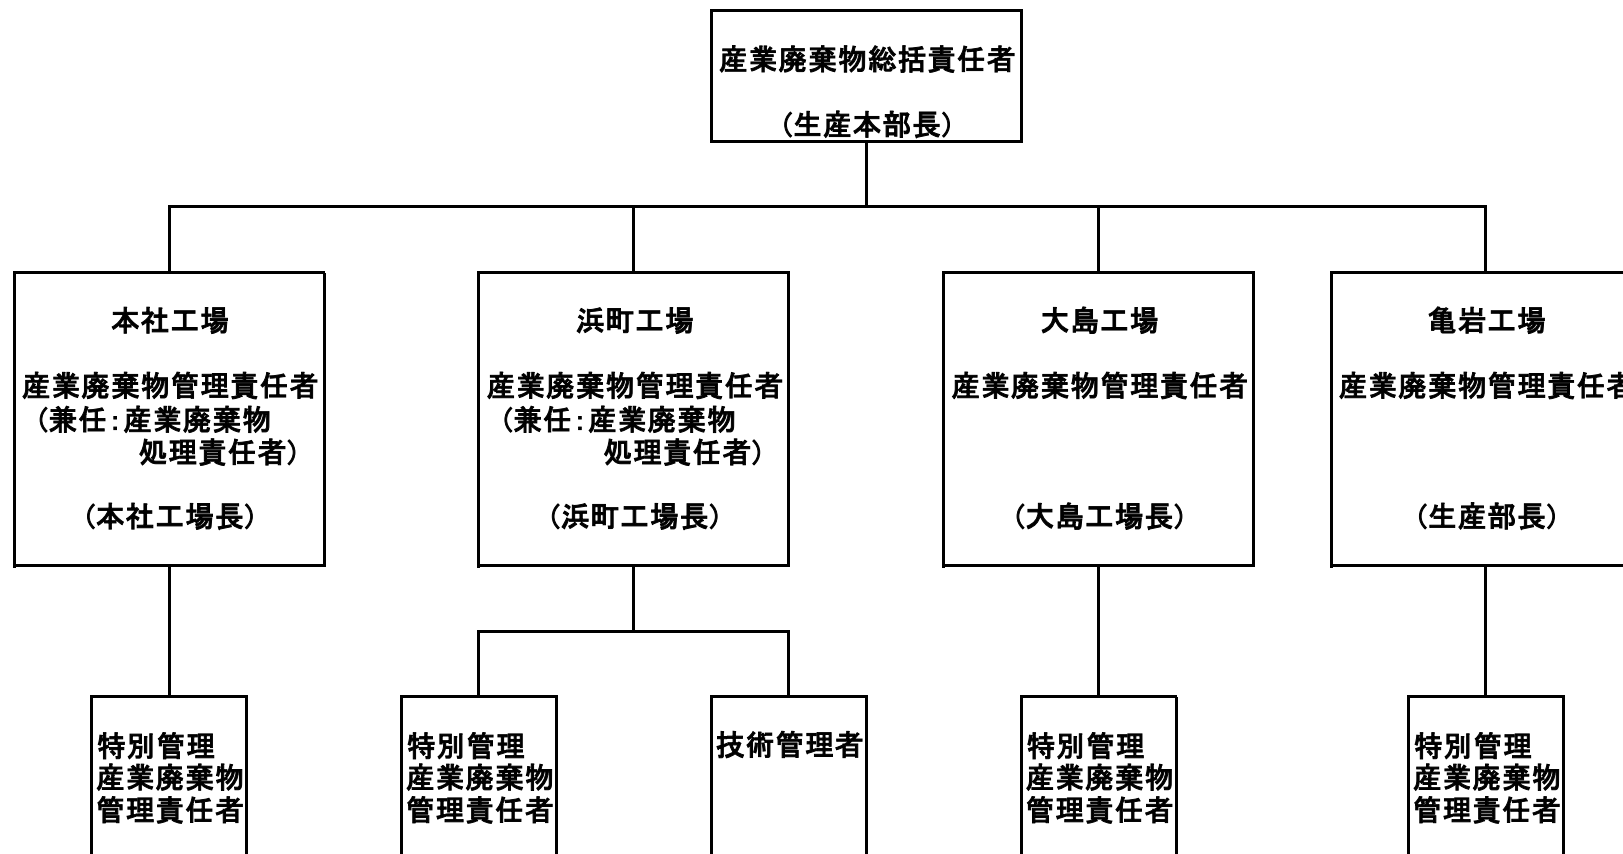 産業廃棄物総括責任者
（生産本部長）
本社工場
産業廃棄物管理責任者
（兼任：産業廃棄物
処理責任者）
（本社工場長）
浜町工場
産業廃棄物管理責任者
（兼任：産業廃棄物
処理責任者）
（浜町工場長）
大島工場
産業廃棄物管理責任者
（大島工場長）
亀岩工場
産業廃棄物管理責任者
（生産部長）
特別管理
産業廃棄物
管理責任者
特別管理
産業廃棄物
管理責任者
技術管理者
特別管理
産業廃棄物
管理責任者
特別管理
産業廃棄物
管理責任者